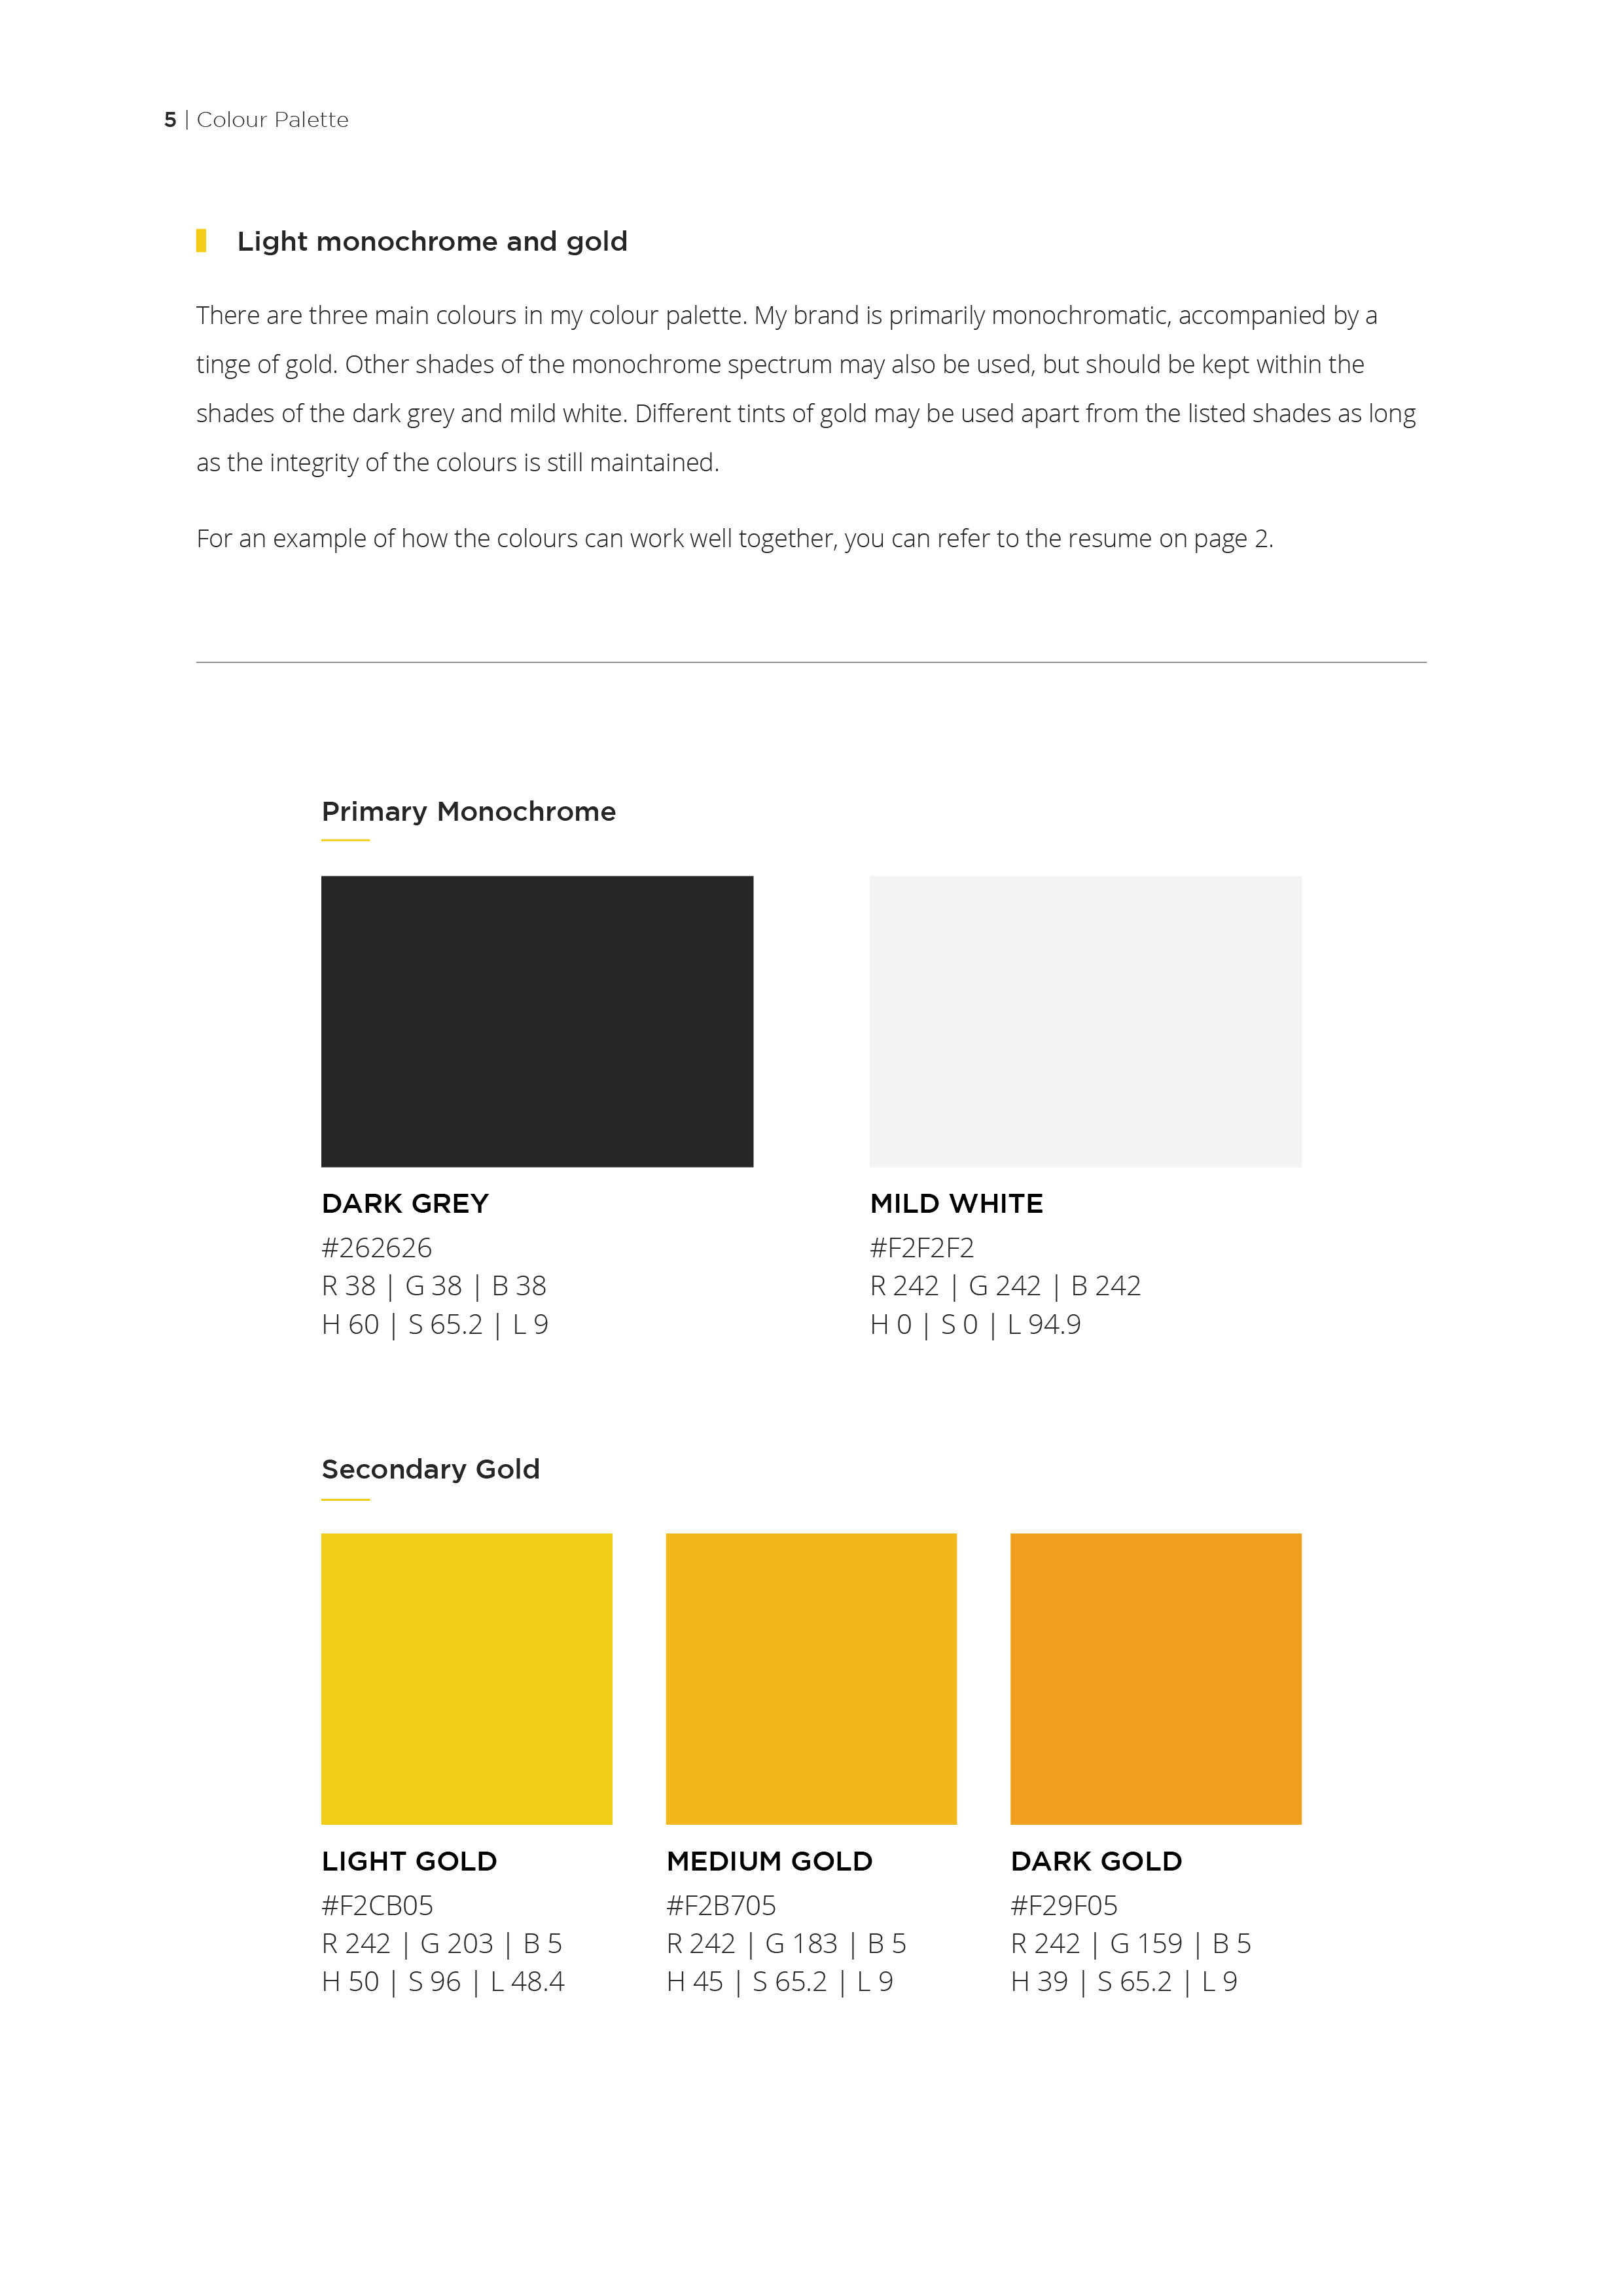 5 | Colour Palette
Light monochrome and gold
There are three main colours in my colour palette. My brand is primarily monochromatic, accompanied by a
tinge of gold. Other shades of the monochrome spectrum may also be used, but should be kept within the
shades of the dark grey and mild white. Different tints of gold may be used apart from the listed shades as long
as the integrity of the colours is still maintained.
For an example of how the colours can work well together, you can refer to the resume on page 2.
Primary Monochrome
DARK GREY
#262626
R 38 | G 38 | B 38
H 60 | S 65.2 | L 9
MILD WHITE
#F2F2F2
R 242 | G 242 | B 242
H 0 | S 0 | L 94.9
Secondary Gold
LIGHT GOLD
#F2CB05
R 242 | G 203 | B 5
H 50 | S 96 | L 48.4
MEDIUM GOLD
#F2B705
R 242 | G 183 | B 5
H 45 | S 65.2 | L 9
DARK GOLD
#F29F05
R 242 | G 159 | B 5
H 39 | S 65.2 | L 9